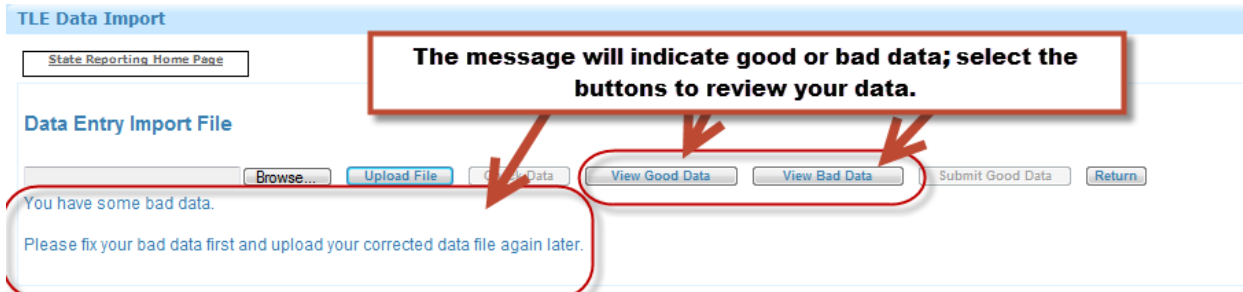 TLE Data Import
State Reporting Home Page
The message will indicate good or bad data; select the
buttons to review your data.
Data Entry Import File
Browse... Upload File Data View Good Data View Bad Data Submit Good Data Return
You have some bad data.
Please fix your bad data first and upload your corrected data file again later.